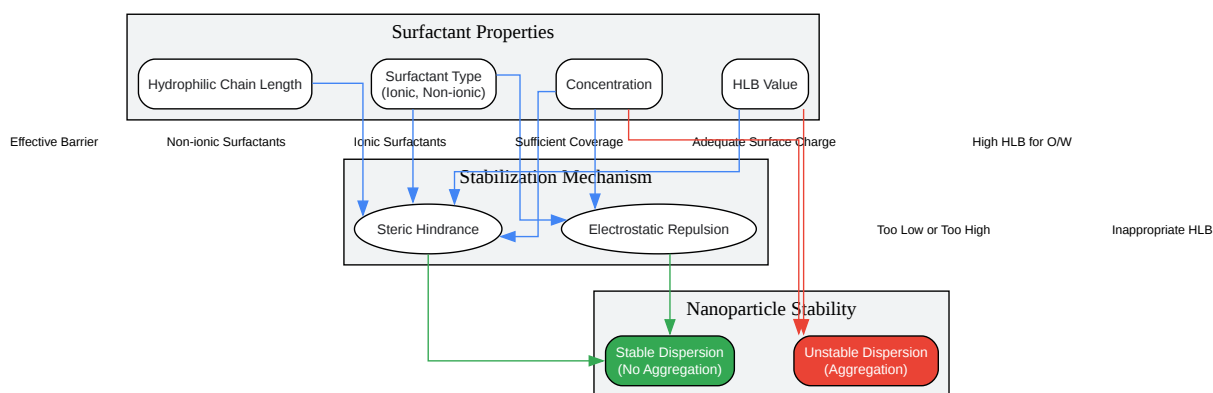 Surfactant Properties
Hydrophilic Chain Length
Surfactant Type
(Ionic, Non-ionic)
Concentration
HLB Value
Effective Barrier
Non-ionic Surfactants
Ionic Surfactants
Sufficient Coverage
Adequate Surface Charge
High HLB for O/W
Stabilization Mechanism
Steric Hindrance
Electrostatic Repulsion
Too Low or Too High
Inappropriate HLB
Nanoparticle Stability
Stable Dispersion
(No Aggregation)
Unstable Dispersion
(Aggregation)